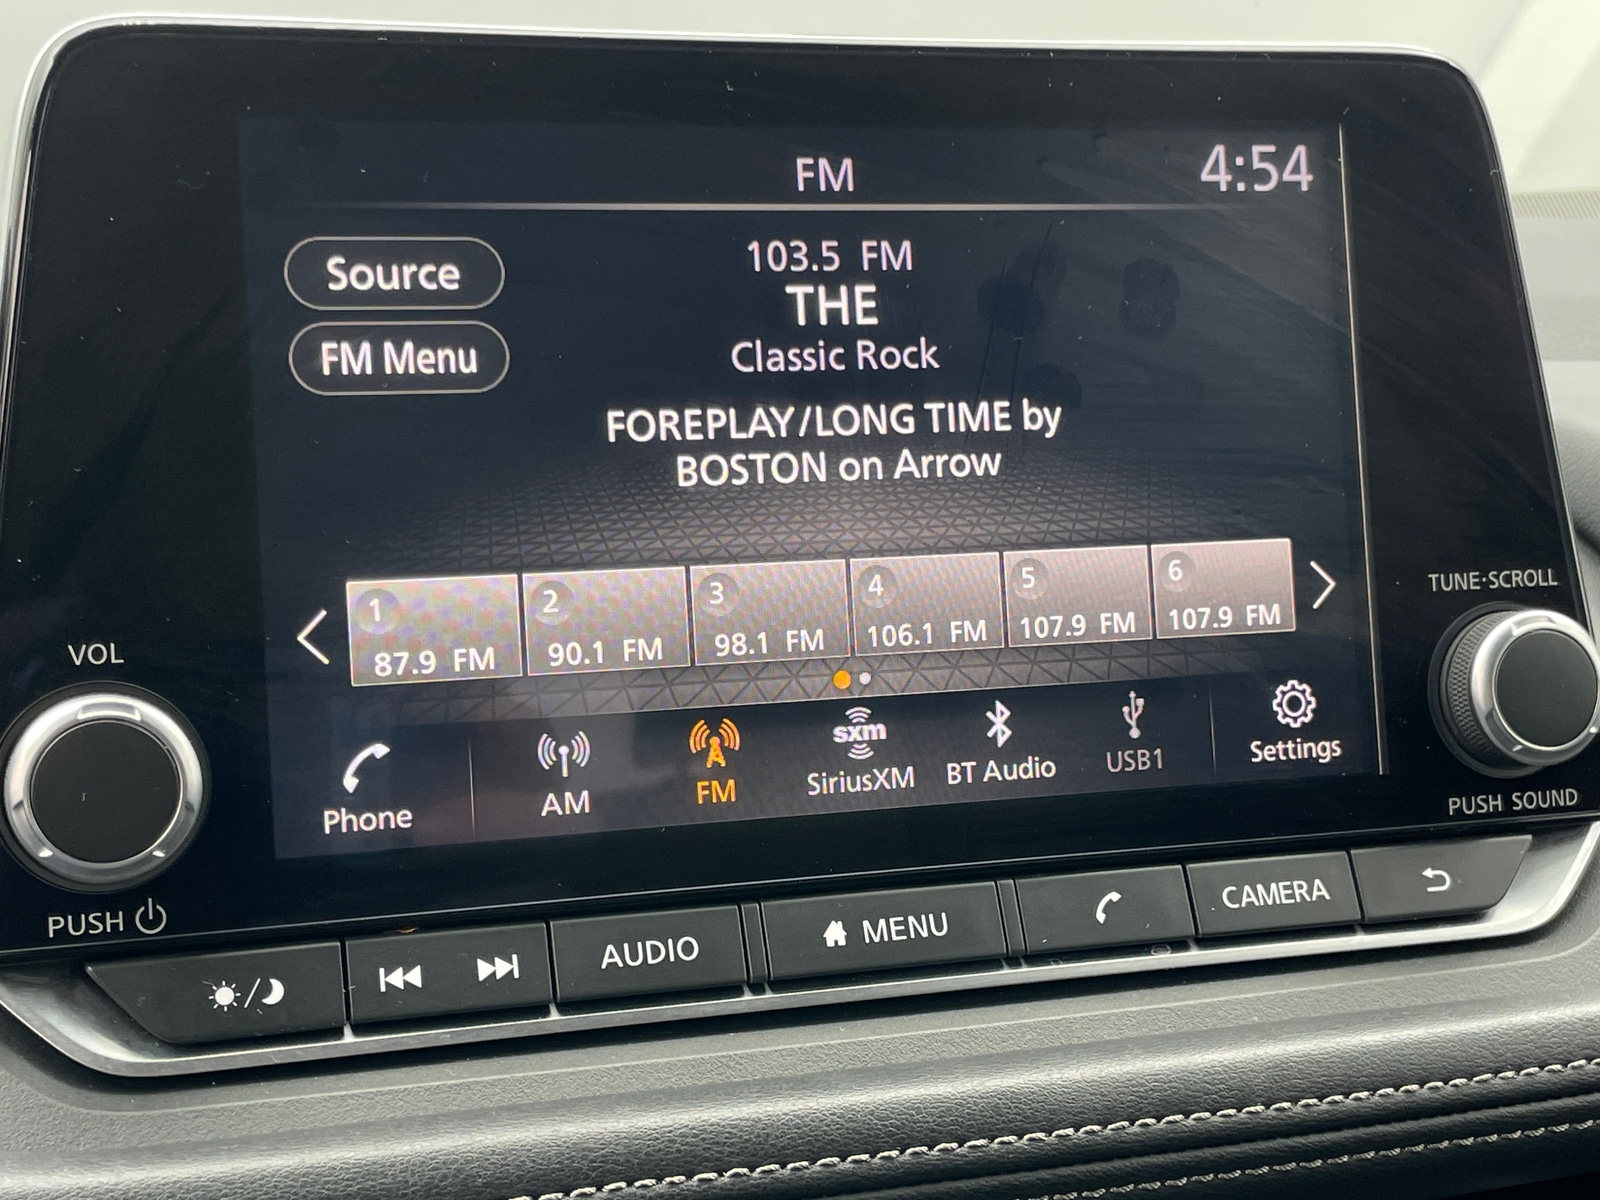 FM
4:54
Source
103.5 FM
THE
FM Menu
Classic Rock
FOREPLAY/LONG TIME by
BOSTON on Arrow
1
87.9 FM
2
90.1 FM
3
98.1 FM
4
106.1 FM
5
107.9 FM
6
107.9 FM
Phone
AM
FM
sxm
SiriusXM
BT Audio
USB1
Settings
VOL
PUSH
TUNE·SCROLL
PUSH SOUND
AUDIO
MENU
CAMERA